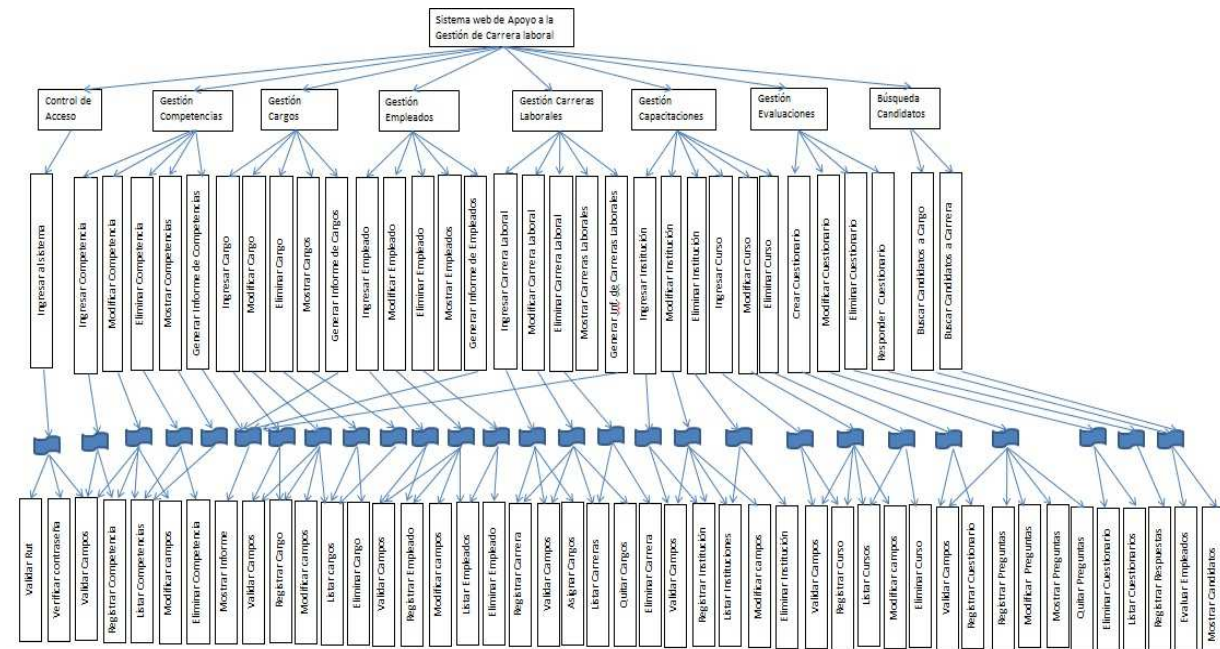 Sistema web de Apoyo a la
Gestión de Carrera laboral
Control de
Acceso
Gestión
Competencias
Gestión
Cargos
Gestión
Empleados
Gestión Carreras
Laborales
Gestión
Capacitaciones
Gestión
Evaluaciones
Búsqueda
Candidatos
Ingresar al sistema
Ingresar Competencia
Modificar Competencia
Eliminar Competencia
Mostrar Competencias
Generar Informe de Competencias
Ingresar Cargo
Modificar Cargo
Eliminar Cargo
Mostrar Cargos
Generar Informe de Cargos
Ingresar Empleado
Modificar Empleado
Eliminar Empleado
Mostrar Empleados
Generar Informe de Empleados
Ingresar Carrera Laboral
Modificar Carrera Laboral
Eliminar Carrera Laboral
Mostrar Carreras Laborales
Generar Inf. de Carreras Laborales
Ingresar Institución
Modificar Institución
Eliminar Institución
Ingresar Curso
Modificar Curso
Eliminar Curso
Crear Cuestionario
Modificar Cuestionario
Eliminar Cuestionario
Responder Cuestionario
Buscar Candidatos a Cargo
Buscar Candidatos a Carrera
Validar Rut
Verificar contraseña
Validar Campos
Registrar Competencia
Listar Competencias
Modificar campos
Eliminar Competencia
Mostrar Informe
Validar Campos
Registrar Cargo
Modificar campos
Listar cargos
Eliminar Cargo
Validar Campos
Registrar Empleado
Modificar Campos
Listar Empleados
Eliminar Empleado
Registrar Carrera
Validar Campos
Asignar Cargos
Listar Carreras
Quitar Cargos
Eliminar Carrera
Validar Campos
Registrar Institución
Listar Instituciones
Modificar campos
Eliminar Institución
Validar Campos
Registrar Curso
Listar Cursos
Modificar campos
Eliminar Curso
Validar Campos
Registrar Cuestionario
Registrar Preguntas
Modificar Preguntas
Mostrar Preguntas
Quitar Preguntas
Eliminar Cuestionario
Listar Cuestionarios
Registrar Respuestas
Evaluar Empleados
Mostrar Candidatos